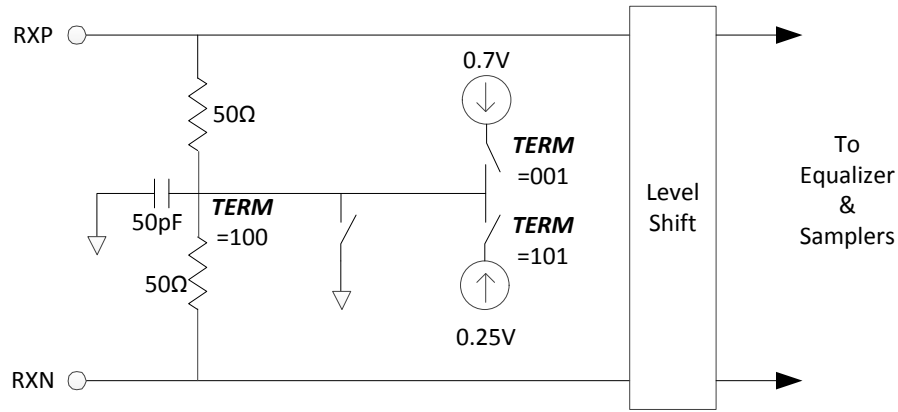 RXP
0.7V
50Ω
TERM
=001
50pF
TERM
=100
TERM
=101
50Ω
0.25V
RXN
Level
Shift
To
Equalizer
&
Samplers